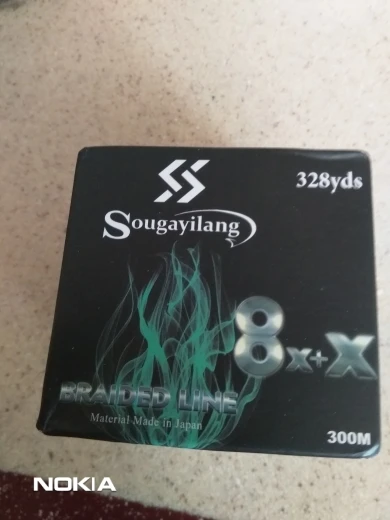 328yds
Sougayilang
8X+X
BRAIDED LINE
Material Made in Japan
300M
NOKIA